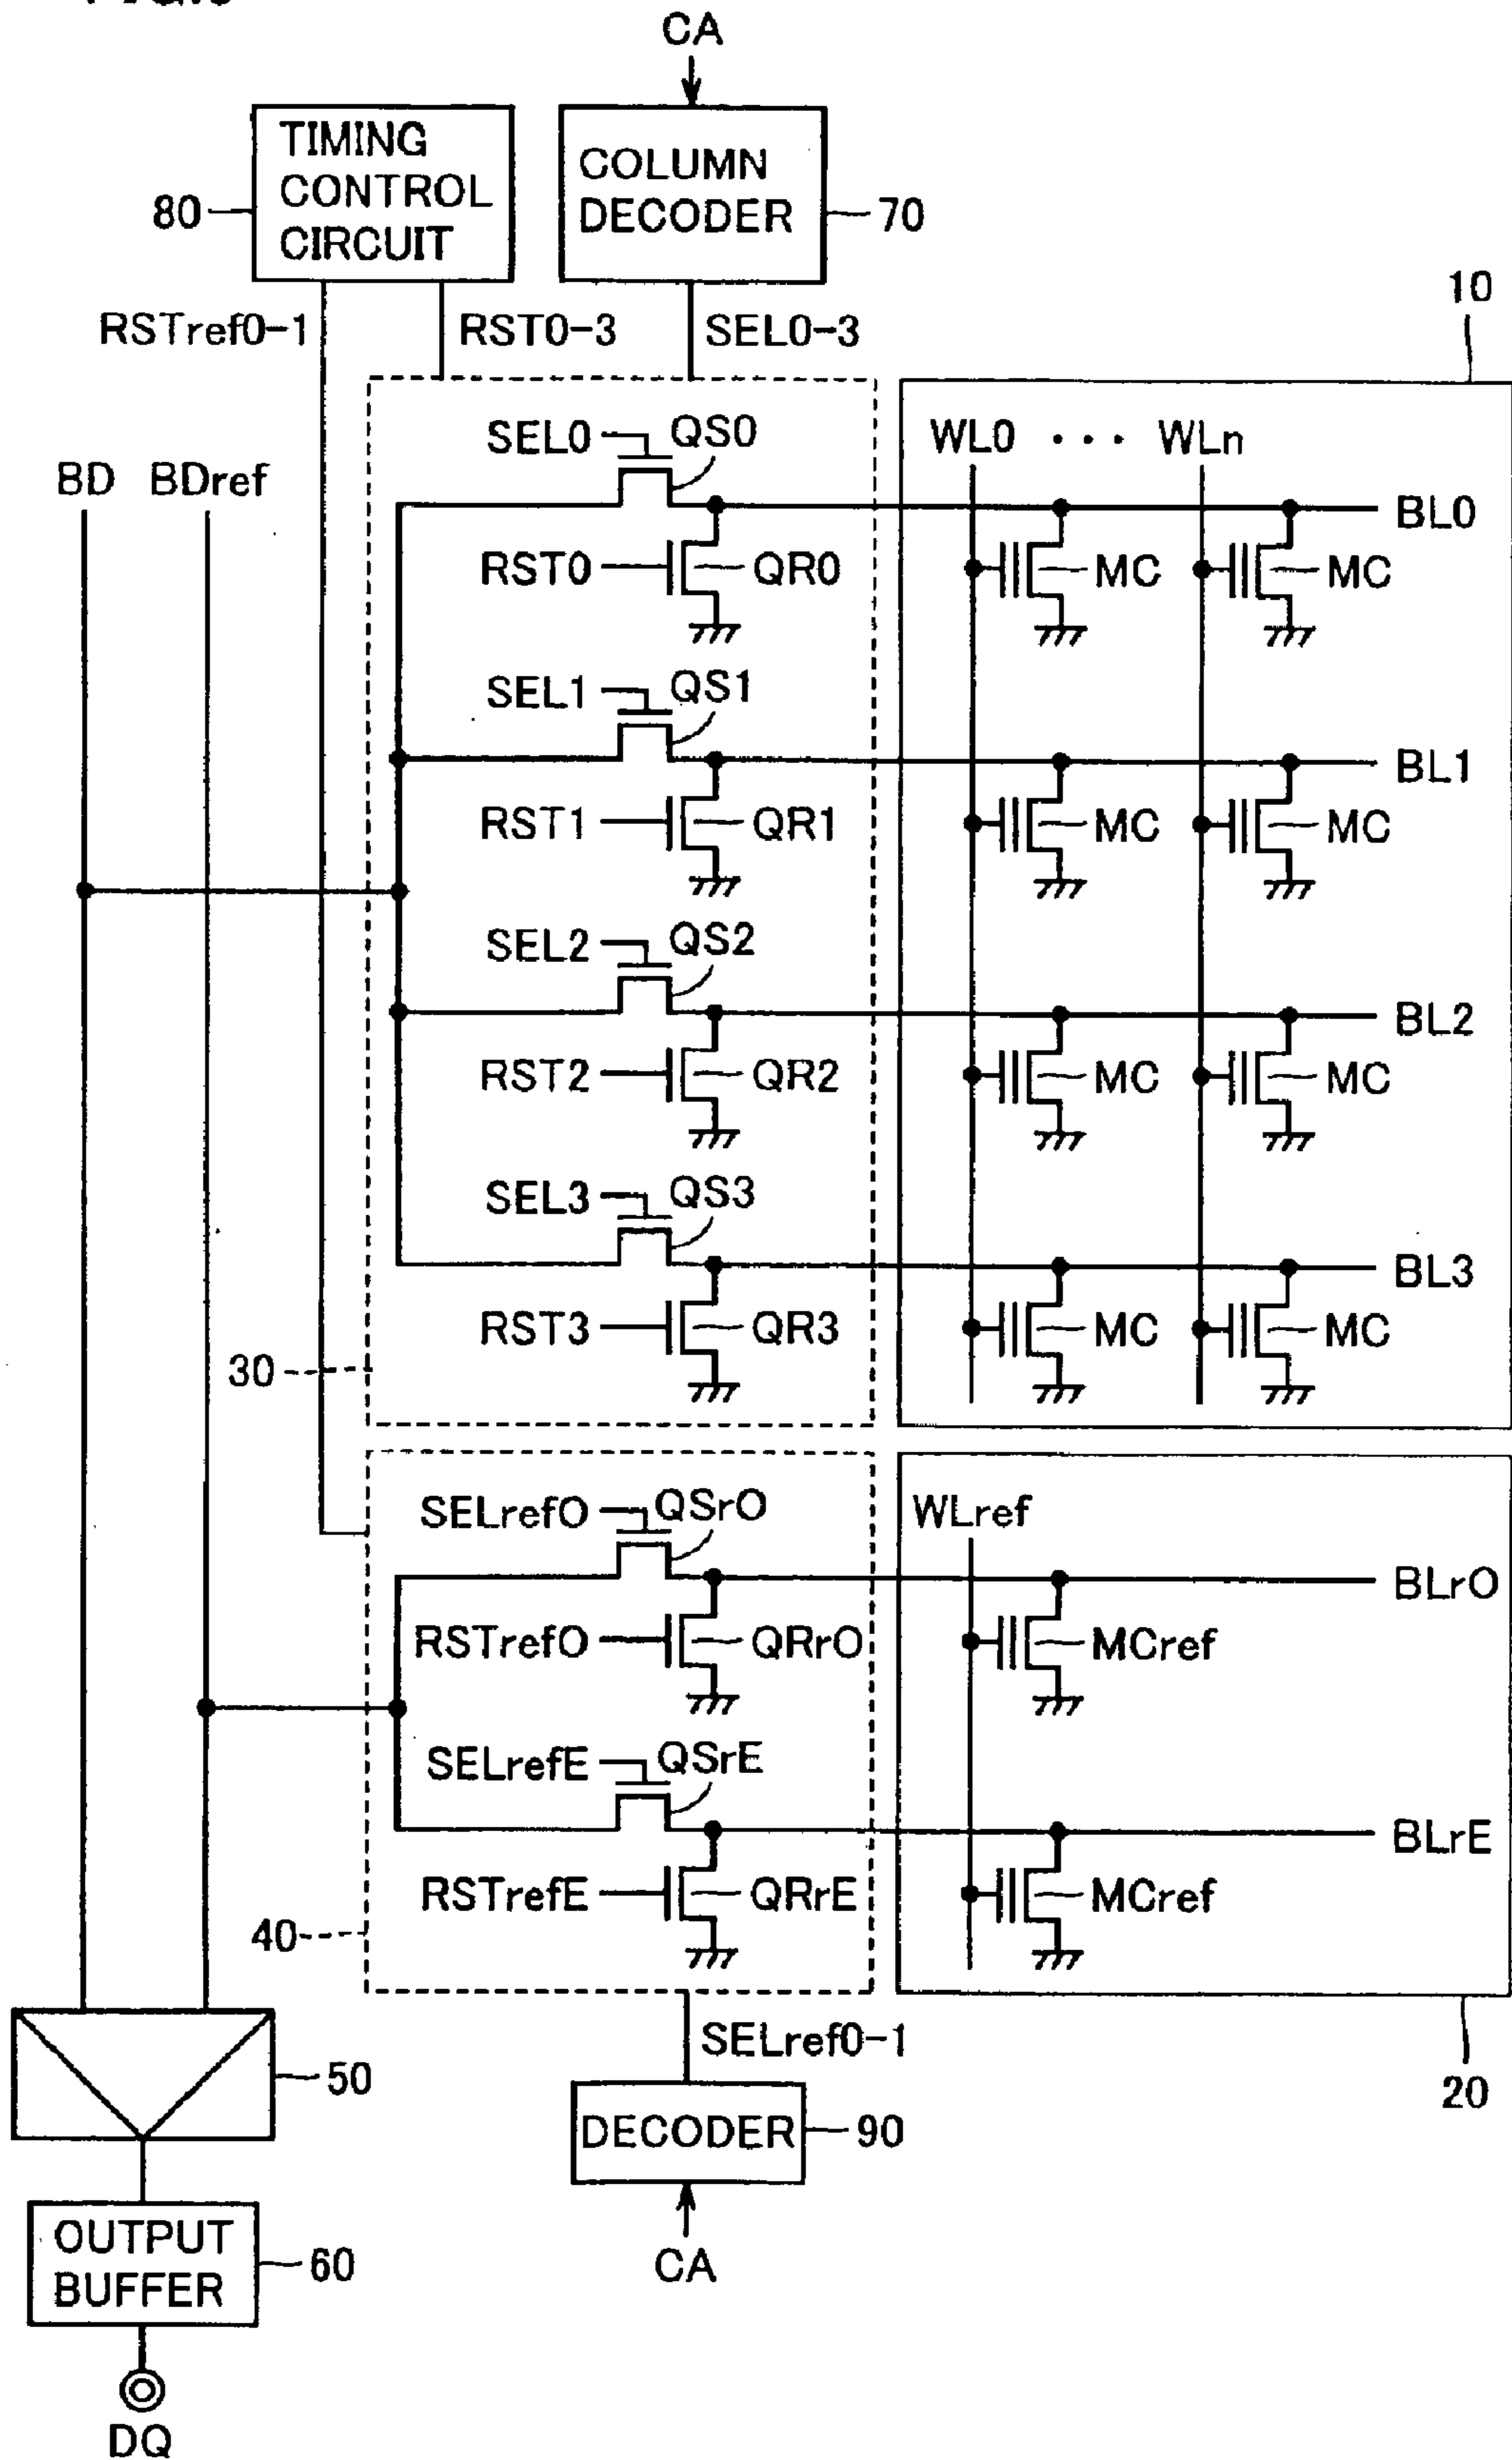 CA
TIMING
CONTROL
CIRCUIT
80
COLUMN
DECODER
70
RSTref0-1
RST0-3
SEL0-3
10
BD
BDref
SEL0
QS0
WL0 ··· WLn
BL0
RST0
QR0
MC
MC
SEL1
QS1
BL1
RST1
QR1
MC
MC
SEL2
QS2
BL2
RST2
QR2
MC
MC
SEL3
QS3
BL3
RST3
QR3
MC
MC
30
SELrefO
QSrO
WLref
BLrO
RSTrefO
QRrO
MCref
SELrefE
QSrE
BLrE
RSTrefE
QRrE
MCref
40
SELref0-1
50
20
DECODER
90
OUTPUT
BUFFER
60
CA
DQ